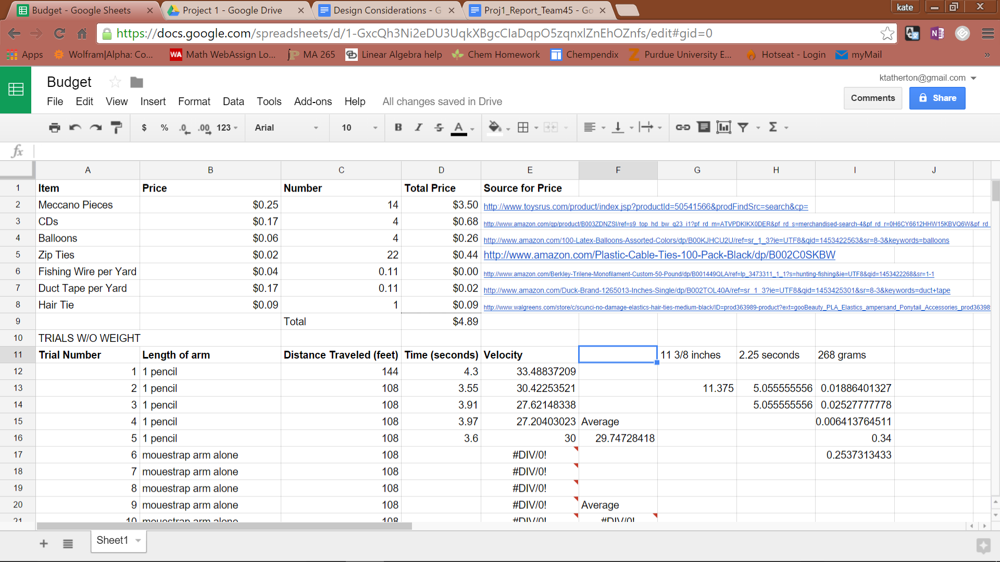 Budget - Google Sheets Project 1 - Google Drive Design Considerations - G Proj1_Report_Team45 - Go kate
https://docs.google.com/spreadsheets/d/1-GxcQh3Ni2eDU3UqkXBgcCIaDqpO5zqnxlZnEhOZnfs/edit#gid=0
Apps Wolfram|Alpha: Co... WA Math WebAssign Lo... MA 265 Linear Algebra help Chem Homework Chempendix Purdue University E... Hotseat - Login myMail »
Budget ktatherton@gmail.com
File Edit View Insert Format Data Tools Add-ons Help All changes saved in Drive Comments Share
$ % .0 .00 123 Arial 10 B I S A Σ
fx
A B C D E F G H I J
1 Item Price Number Total Price Source for Price
2 Meccano Pieces $0.25 14 $3.50 http://www.toysrus.com/product/index.jsp?productId=50541566&prodFindSrc=search&cp=
3 CDs $0.17 4 $0.68 http://www.amazon.com/gp/product/B003ZDNZSI/ref=s9_top_hd_bw_g23_i1?pf_rd_m=ATVPDKIKX0DER&pf_rd_s=merchandised-search-4&pf_rd_r=0H6CY6612HHW15KBVQ6W&pf_rd_
4 Balloons $0.06 4 $0.26 http://www.amazon.com/100-Latex-Balloons-Assorted-Colors/dp/B00KJHCU2U/ref=sr_1_3?ie=UTF8&qid=1453422563&sr=8-3&keywords=balloons
5 Zip Ties $0.02 22 $0.44 http://www.amazon.com/Plastic-Cable-Ties-100-Pack-Black/dp/B002C0SKBW
6 Fishing Wire per Yard $0.04 0.11 $0.00 http://www.amazon.com/Berkley-Trilene-Monofilament-Custom-50-Pound/dp/B001449QLA/ref=lp_3473311_1_1?s=hunting-fishing&ie=UTF8&qid=1453422268&sr=1-1
7 Duct Tape per Yard $0.17 0.11 $0.02 http://www.amazon.com/Duck-Brand-1265013-Inches-Single/dp/B002TOL40A/ref=sr_1_3?ie=UTF8&qid=1453425301&sr=8-3&keywords=duct+tape
8 Hair Tie $0.09 1 $0.09 http://www.walgreens.com/store/c/scunci-no-damage-elastics-hair-ties-medium-black/ID=prod363989-product?ext=gooBeauty_PLA_Elastics_ampersand_Ponytail_Accessories_prod36398
9 Total $4.89
10 TRIALS W/O WEIGHT
11 Trial Number Length of arm Distance Traveled (feet) Time (seconds) Velocity 11 3/8 inches 2.25 seconds 268 grams
12 1 1 pencil 144 4.3 33.48837209
13 2 1 pencil 108 3.55 30.42253521 11.375 5.055555556 0.01886401327
14 3 1 pencil 108 3.91 27.62148338 5.055555556 0.02527777778
15 4 1 pencil 108 3.97 27.20403023 Average 0.006413764511
16 5 1 pencil 108 3.6 30 29.74728418 0.34
17 6 mouestrap arm alone 108 #DIV/0! 0.2537313433
18 7 mouestrap arm alone 108 #DIV/0!
19 8 mouestrap arm alone 108 #DIV/0!
20 9 mouestrap arm alone 108 #DIV/0! Average
21 10 mouestrap arm alone 108 #DIV/0! #DIV/0!
Sheet1